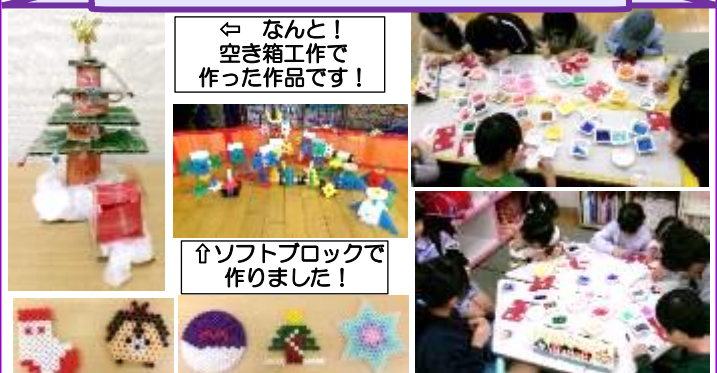 ⇦ なんと！
空き箱工作で
作った作品です！
⇧ソフトブロックで
作りました！